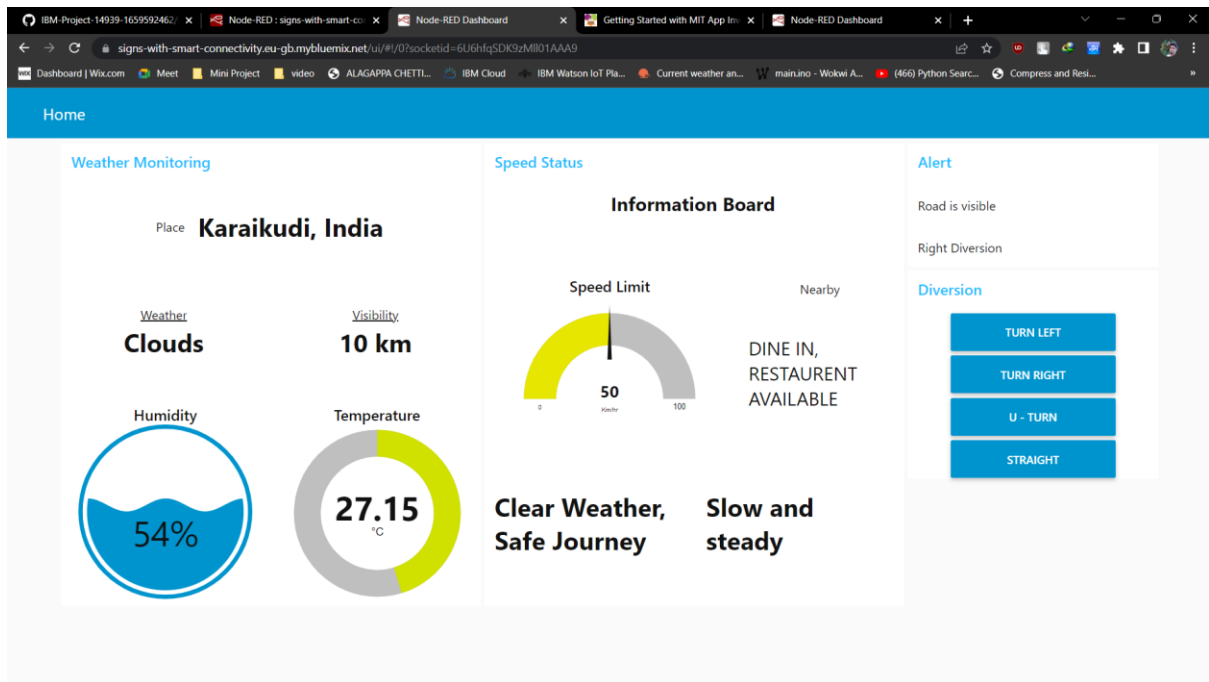 IBM-Project-14939-1659592462/
Node-RED : signs-with-smart-co
Node-RED Dashboard
Getting Started with MIT App Inv
Node-RED Dashboard
signs-with-smart-connectivity.eu-gb.mybluemix.net/ui/#!/0?socketid=6U6hfqSDK9zMll01AAA9
Dashboard | Wix.com
Meet
Mini Project
video
ALAGAPPA CHETTI...
IBM Cloud
IBM Watson IoT Pla...
Current weather an...
main.ino - Wokwi A...
(466) Python Searc...
Compress and Resi...
Home
Weather Monitoring
Place Karaikudi, India
Weather
Clouds
Visibility
10 km
Humidity
54%
Temperature
27.15
°C
Speed Status
Information Board
Speed Limit
50
Km/hr
0
100
Nearby
DINE IN,
RESTAURENT
AVAILABLE
Clear Weather,
Safe Journey
Slow and
steady
Alert
Road is visible
Right Diversion
Diversion
TURN LEFT
TURN RIGHT
U - TURN
STRAIGHT